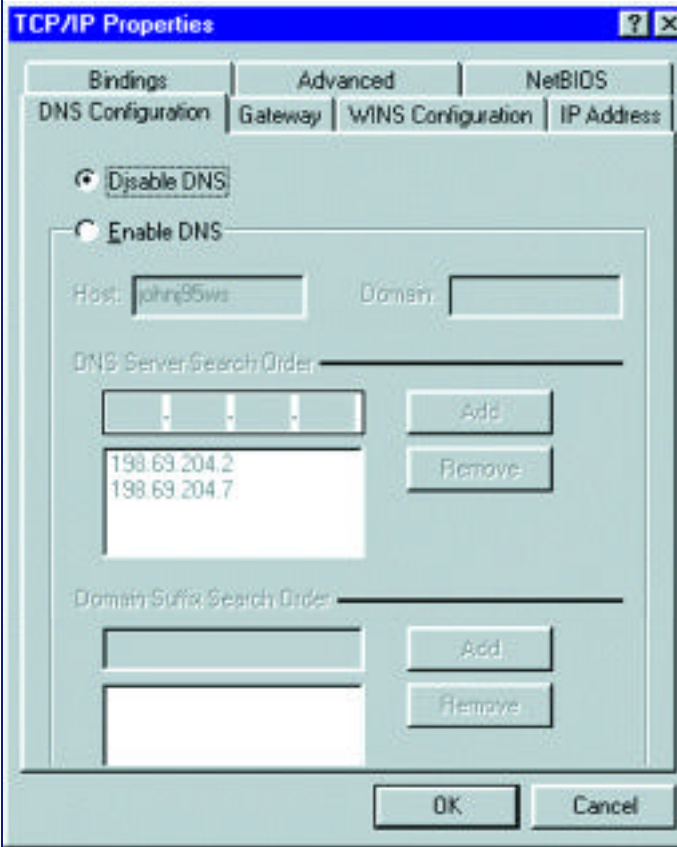 TCP/IP Properties
Bindings Advanced NetBIOS
DNS Configuration Gateway WINS Configuration IP Address
Disable DNS
Enable DNS
Host: johnj95ws Domain:
DNS Server Search Order
Add
198.69.204.2
198.69.204.7
Remove
Domain Suffix Search Order
Add
Remove
OK Cancel